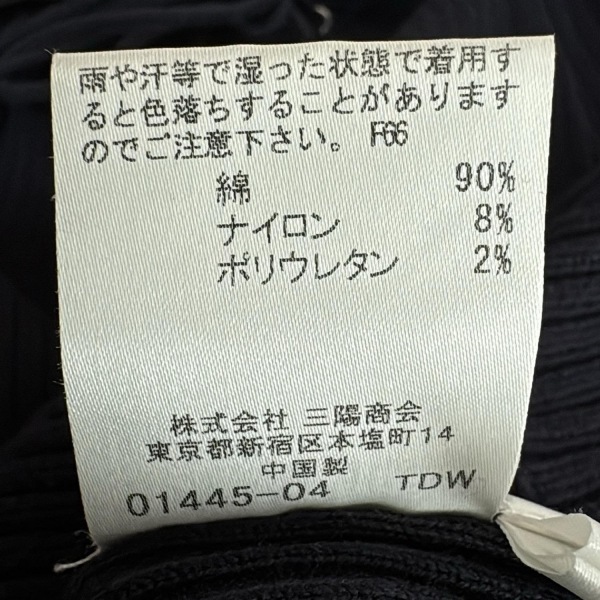 雨や汗等で湿った状態で着用す
ると色落ちすることがあります
のでご注意下さい。 F66
綿 90%
ナイロン 8%
ポリウレタン 2%
株式会社 三陽商会
東京都新宿区本塩町14
中国製
01445-04 TDW